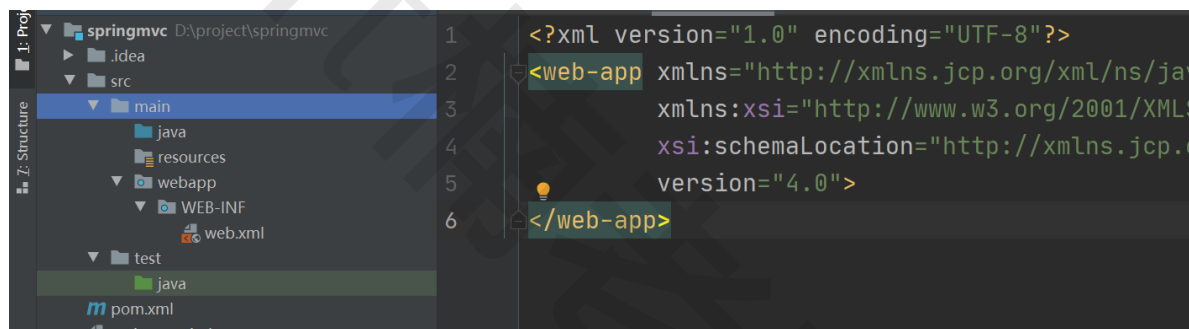 1: Proj
7: Structure
springmvc D:\project\springmvc
.idea
src
main
java
resources
webapp
WEB-INF
web.xml
test
java
pom.xml
1 <?xml version="1.0" encoding="UTF-8"?>
2 <web-app xmlns="http://xmlns.jcp.org/xml/ns/jav
3 xmlns:xsi="http://www.w3.org/2001/XMLS
4 xsi:schemaLocation="http://xmlns.jcp.o
5 version="4.0">
6 </web-app>